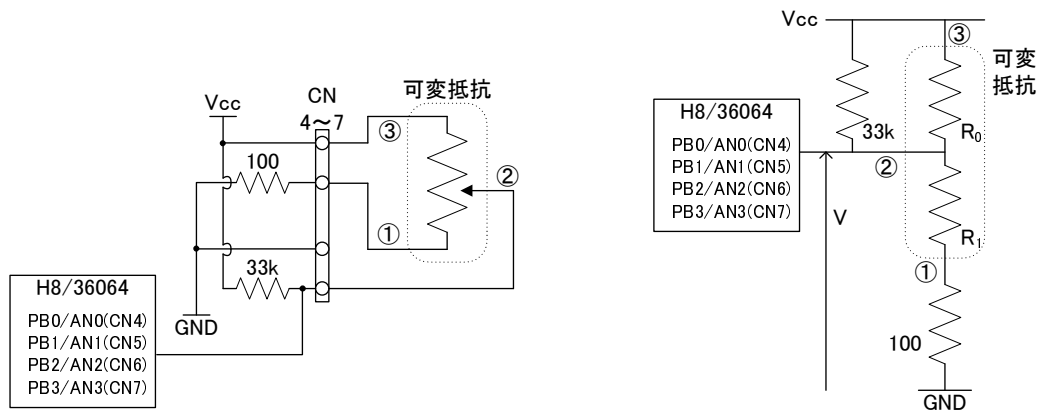 可変抵抗
Vcc
CN
4～7
③
100
②
①
33k
H8/36064
PB0/AN0(CN4)
PB1/AN1(CN5)
PB2/AN2(CN6)
PB3/AN3(CN7)
GND
Vcc
③
可変
抵抗
H8/36064
PB0/AN0(CN4)
PB1/AN1(CN5)
PB2/AN2(CN6)
PB3/AN3(CN7)
33k
R0
②
V
R1
①
100
GND